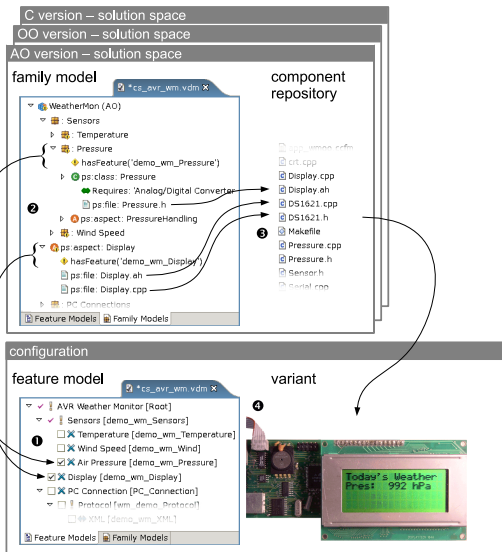 C version – solution space
OO version – solution space
AO version – solution space
family model
*cs_avr_wm.vdm
WeatherMon (AO)
: Sensors
: Temperature
: Pressure
hasFeature('demo_wm_Pressure')
ps:class: Pressure
Requires: 'Analog/Digital Converter
ps:file: Pressure.h
❷
ps:aspect: PressureHandling
: Wind Speed
ps:aspect: Display
hasFeature('demo_wm_Display')
ps:file: Display.ah
ps:file: Display.cpp
: PC Connections
Feature Models
Family Models
component
repository
crt.cpp
Display.cpp
Display.ah
DS1621.cpp
DS1621.h
❸
Makefile
Pressure.cpp
Pressure.h
Sensor.h
Serial.cpp
configuration
feature model
*cs_avr_wm.vdm
❶
AVR Weather Monitor [Root]
Sensors [demo_wm_Sensors]
Temperature [demo_wm_Temperature]
Wind Speed [demo_wm_Wind]
Air Pressure [demo_wm_Pressure]
Display [demo_wm_Display]
PC Connection [PC_Connection]
Protocol [wm_demo_Protocol]
XML [demo_wm_XML]
Feature Models
Family Models
variant
❹
Today's Weather
Pres: 992 hPa